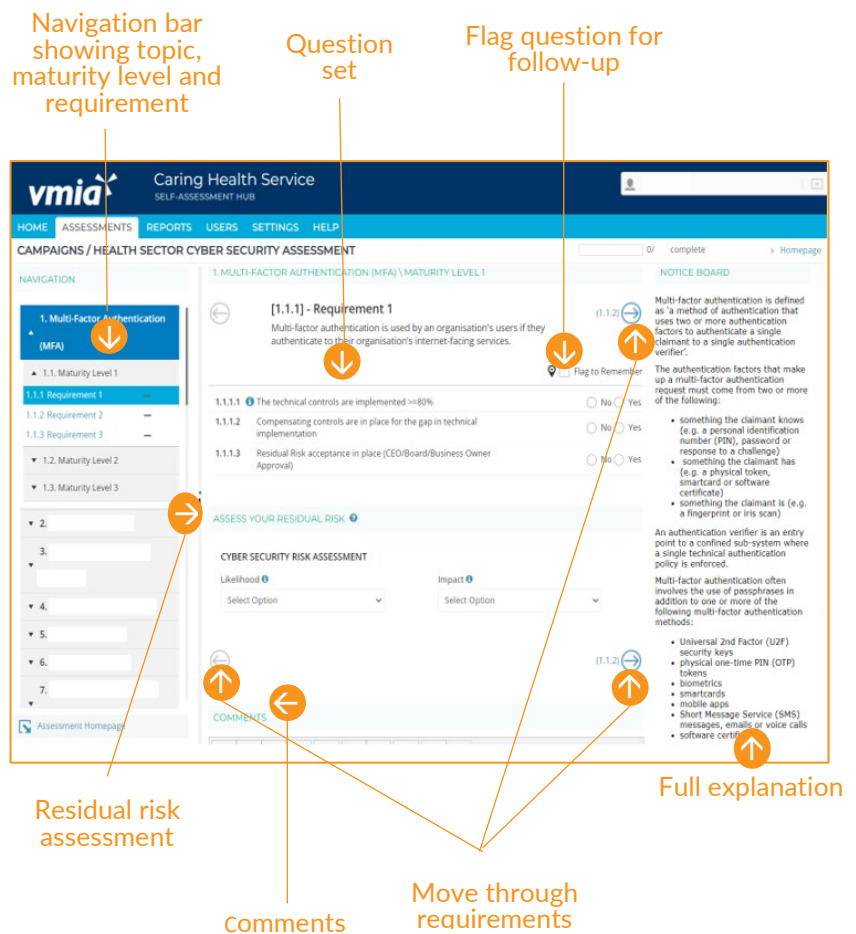 Navigation bar
showing topic,
maturity level and
requirement
Question
set
Flag question for
follow-up
vmia
Caring Health Service
SELF-ASSESSMENT HUB
HOME ASSESSMENTS REPORTS USERS SETTINGS HELP
CAMPAIGNS / HEALTH SECTOR CYBER SECURITY ASSESSMENT
0/ complete
Homepage
NAVIGATION
1. Multi-Factor Authentication
(MFA)
1.1. Maturity Level 1
1.1.1 Requirement 1 —
1.1.2 Requirement 2 —
1.1.3 Requirement 3 —
1.2. Maturity Level 2
1.3. Maturity Level 3
2.
3.
4.
5.
6.
7.
Assessment Homepage
1. MULTI-FACTOR AUTHENTICATION (MFA) \ MATURITY LEVEL 1
[1.1.1] - Requirement 1
(1.1.2)
Multi-factor authentication is used by an organisation's users if they
authenticate to their organisation's internet-facing services.
Flag to Remember
1.1.1.1 The technical controls are implemented >=80% No Yes
1.1.1.2 Compensating controls are in place for the gap in technical
implementation
No Yes
1.1.1.3 Residual Risk acceptance in place (CEO/Board/Business Owner
Approval)
No Yes
ASSESS YOUR RESIDUAL RISK
CYBER SECURITY RISK ASSESSMENT
Likelihood Impact
Select Option Select Option
(1.1.2)
COMMENTS
NOTICE BOARD
Multi-factor authentication is defined
as 'a method of authentication that
uses two or more authentication
factors to authenticate a single
claimant to a single authentication
verifier'.
The authentication factors that make
up a multi-factor authentication
request must come from two or more
of the following:
• something the claimant knows
(e.g. a personal identification
number (PIN), password or
response to a challenge)
• something the claimant has
(e.g. a physical token,
smartcard or software
certificate)
• something the claimant is (e.g.
a fingerprint or iris scan)
An authentication verifier is an entry
point to a confined sub-system where
a single technical authentication
policy is enforced.
Multi-factor authentication often
involves the use of passphrases in
addition to one or more of the
following multi-factor authentication
methods:
• Universal 2nd Factor (U2F)
security keys
• physical one-time PIN (OTP)
tokens
• biometrics
• smartcards
• mobile apps
• Short Message Service (SMS)
messages, emails or voice calls
• software
Full explanation
Residual risk
assessment
Comments
Move through
requirements